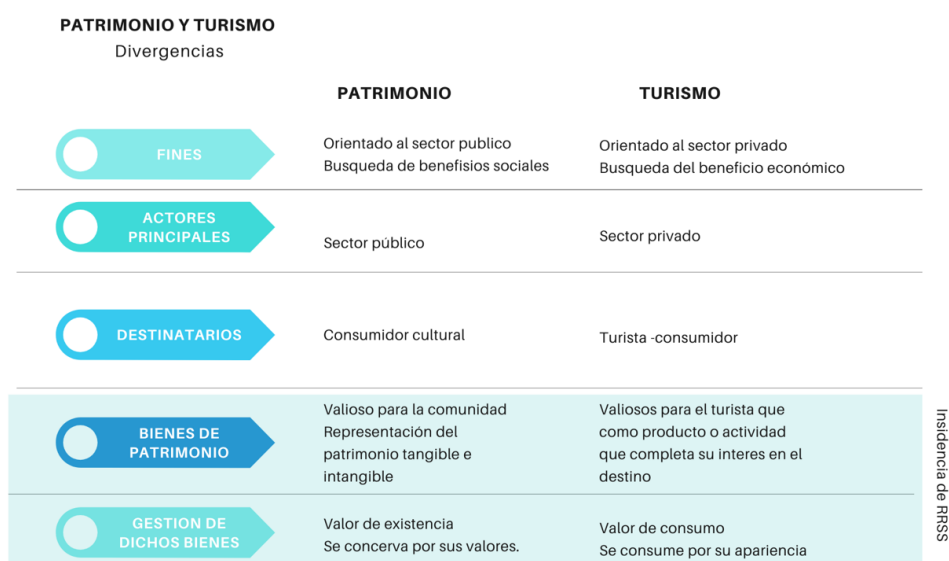 PATRIMONIO Y TURISMO
Divergencias
PATRIMONIO
TURISMO
FINES
Orientado al sector publico
Busqueda de benefisios sociales
Orientado al sector privado
Busqueda del beneficio económico
ACTORES
PRINCIPALES
Sector público
Sector privado
DESTINATARIOS
Consumidor cultural
Turista -consumidor
BIENES DE
PATRIMONIO
Valioso para la comunidad
Representación del
patrimonio tangible e
intangible
Valiosos para el turista que
como producto o actividad
que completa su interes en el
destino
GESTION DE
DICHOS BIENES
Valor de existencia
Se concerva por sus valores.
Valor de consumo
Se consume por su apariencia
Insidencia de RRSS